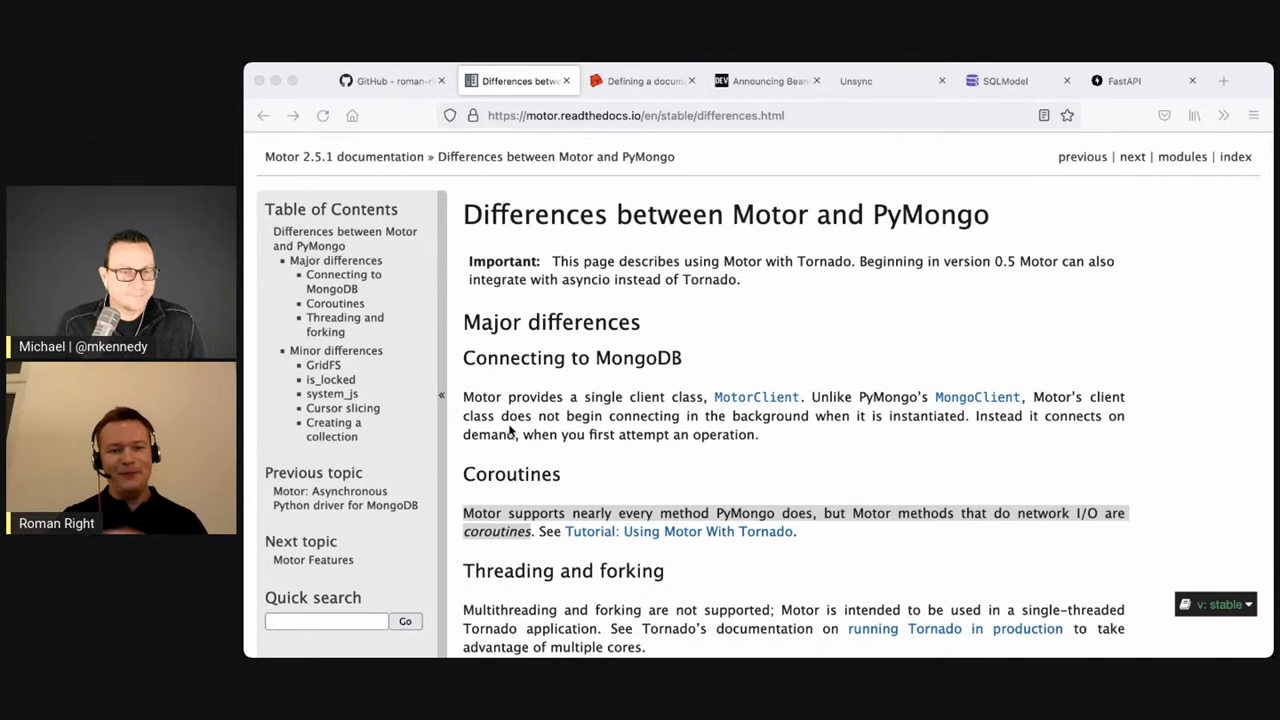 GitHub - roman-ri
Differences betwe
Defining a docum
DEV
Announcing Bean
Unsync
SQLModel
FastAPI
https://motor.readthedocs.io/en/stable/differences.html
Motor 2.5.1 documentation » Differences between Motor and PyMongo
previous | next | modules | index
Table of Contents
Differences between Motor
and PyMongo
Major differences
Connecting to
MongoDB
Coroutines
Threading and
forking
Minor differences
GridFS
is_locked
system_js
Cursor slicing
Creating a
collection
Previous topic
Motor: Asynchronous
Python driver for MongoDB
Next topic
Motor Features
Quick search
Go
«
Differences between Motor and PyMongo
Important: This page describes using Motor with Tornado. Beginning in version 0.5 Motor can also
integrate with asyncio instead of Tornado.
Major differences
Connecting to MongoDB
Motor provides a single client class, MotorClient. Unlike PyMongo's MongoClient, Motor's client
class does not begin connecting in the background when it is instantiated. Instead it connects on
demand, when you first attempt an operation.
Coroutines
Motor supports nearly every method PyMongo does, but Motor methods that do network I/O are
coroutines. See Tutorial: Using Motor With Tornado.
Threading and forking
Multithreading and forking are not supported; Motor is intended to be used in a single-threaded
Tornado application. See Tornado's documentation on running Tornado in production to take
advantage of multiple cores.
v: stable
Michael | @mkennedy
Roman Right